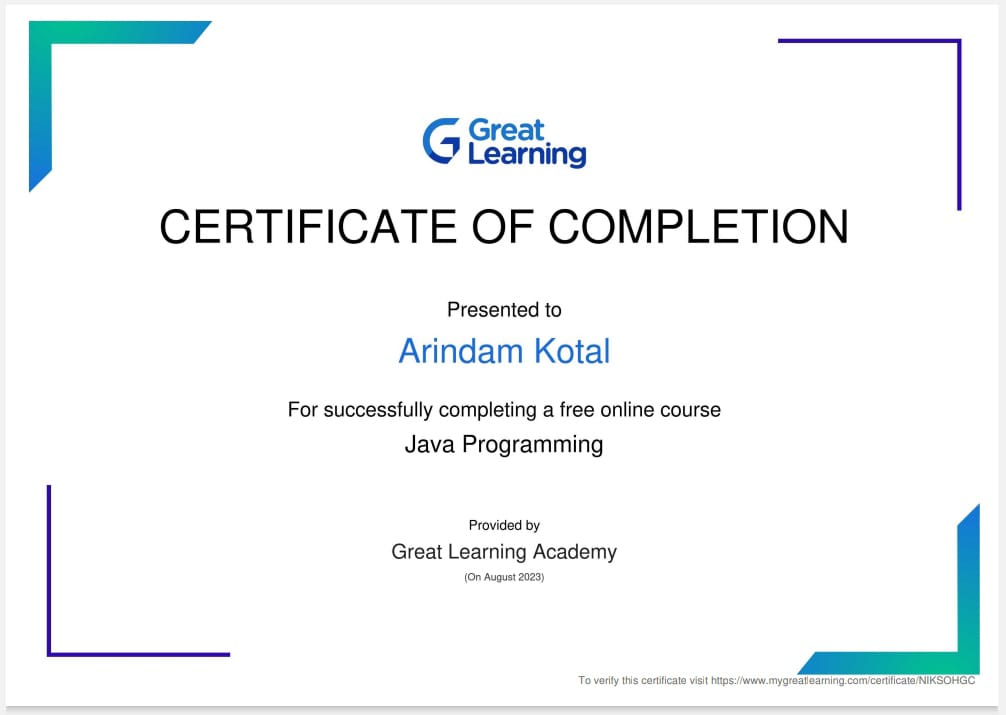 Great
Learning
CERTIFICATE OF COMPLETION
Presented to
Arindam Kotal
For successfully completing a free online course
Java Programming
Provided by
Great Learning Academy
(On August 2023)
To verify this certificate visit https://www.mygreatlearning.com/certificate/NIKSOHGC